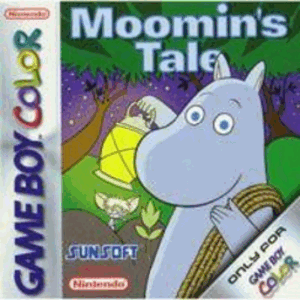 Nintendo
GAME BOY COLOR
Moomin's
Tale
SUNSOFT
Nintendo
ONLY FOR
GAME BOY
COLOR